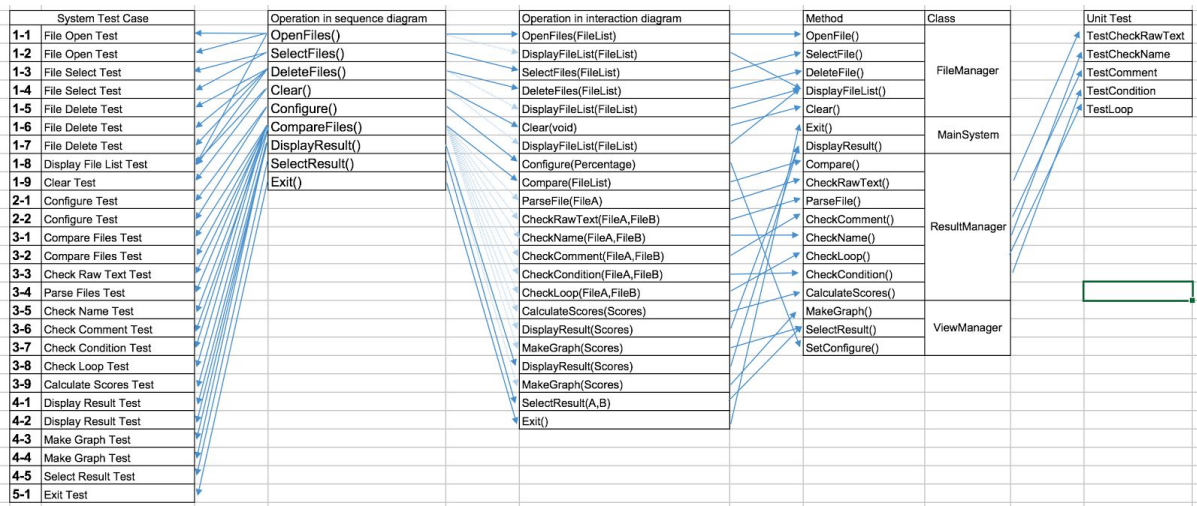 System Test Case Operation in sequence diagram Operation in interaction diagram Method Class Unit Test
1-1 File Open Test OpenFiles() OpenFiles(FileList) OpenFile() TestCheckRawText
1-2 File Open Test SelectFiles() DisplayFileList(FileList) SelectFile() TestCheckName
1-3 File Select Test DeleteFiles() SelectFiles(FileList) DeleteFile() FileManager TestComment
1-4 File Select Test Clear() DeleteFiles(FileList) DisplayFileList() TestCondition
1-5 File Delete Test Configure() DisplayFileList(FileList) Clear() TestLoop
1-6 File Delete Test CompareFiles() Clear(void) Exit() MainSystem
1-7 File Delete Test DisplayResult() DisplayFileList(FileList) DisplayResult()
1-8 Display File List Test SelectResult() Configure(Percentage) Compare()
1-9 Clear Test Exit() Compare(FileList) CheckRawText()
2-1 Configure Test ParseFile(FileA) ParseFile()
2-2 Configure Test CheckRawText(FileA,FileB) CheckComment() ResultManager
3-1 Compare Files Test CheckName(FileA,FileB) CheckName()
3-2 Compare Files Test CheckComment(FileA,FileB) CheckLoop()
3-3 Check Raw Text Test CheckCondition(FileA,FileB) CheckCondition()
3-4 Parse Files Test CheckLoop(FileA,FileB) CalculateScores()
3-5 Check Name Test CalculateScores(Scores) MakeGraph()
3-6 Check Comment Test DisplayResult(Scores) SelectResult() ViewManager
3-7 Check Condition Test MakeGraph(Scores) SetConfigure()
3-8 Check Loop Test DisplayResult(Scores)
3-9 Calculate Scores Test MakeGraph(Scores)
4-1 Display Result Test SelectResult(A,B)
4-2 Display Result Test Exit()
4-3 Make Graph Test
4-4 Make Graph Test
4-5 Select Result Test
5-1 Exit Test